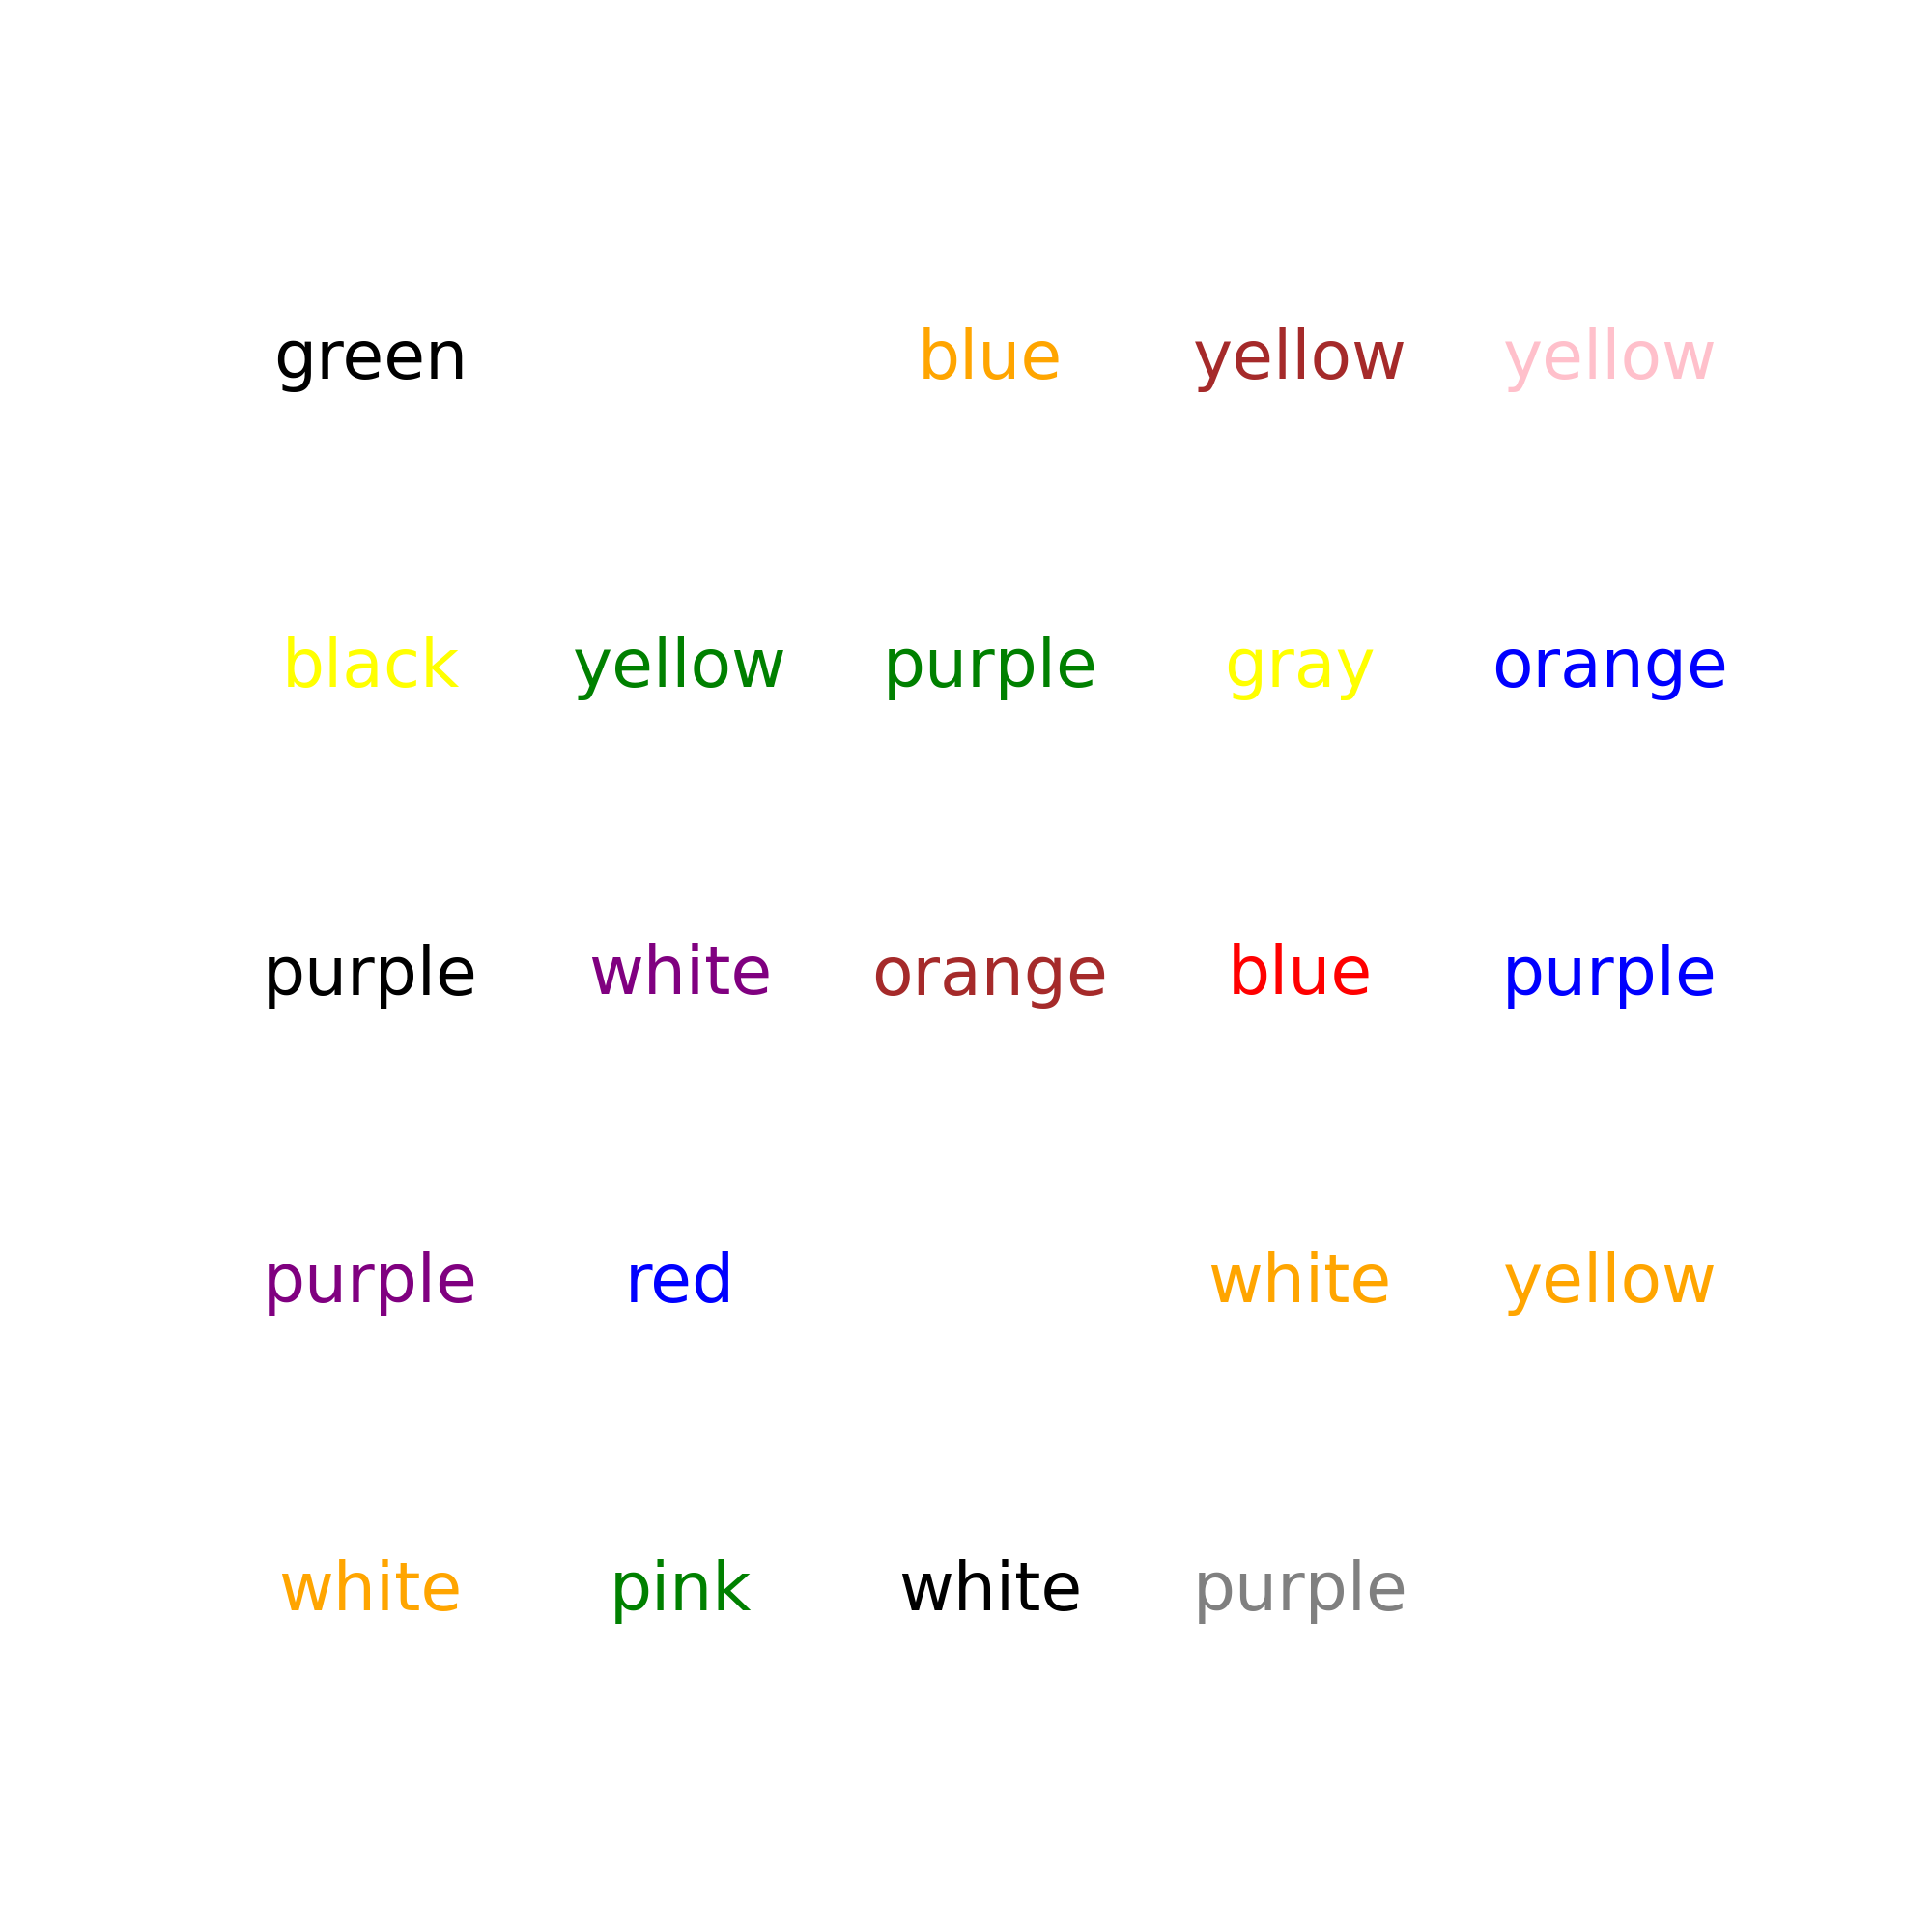 green blue yellow yellow
black yellow purple gray orange
purple white orange blue purple
purple red white yellow
white pink white purple